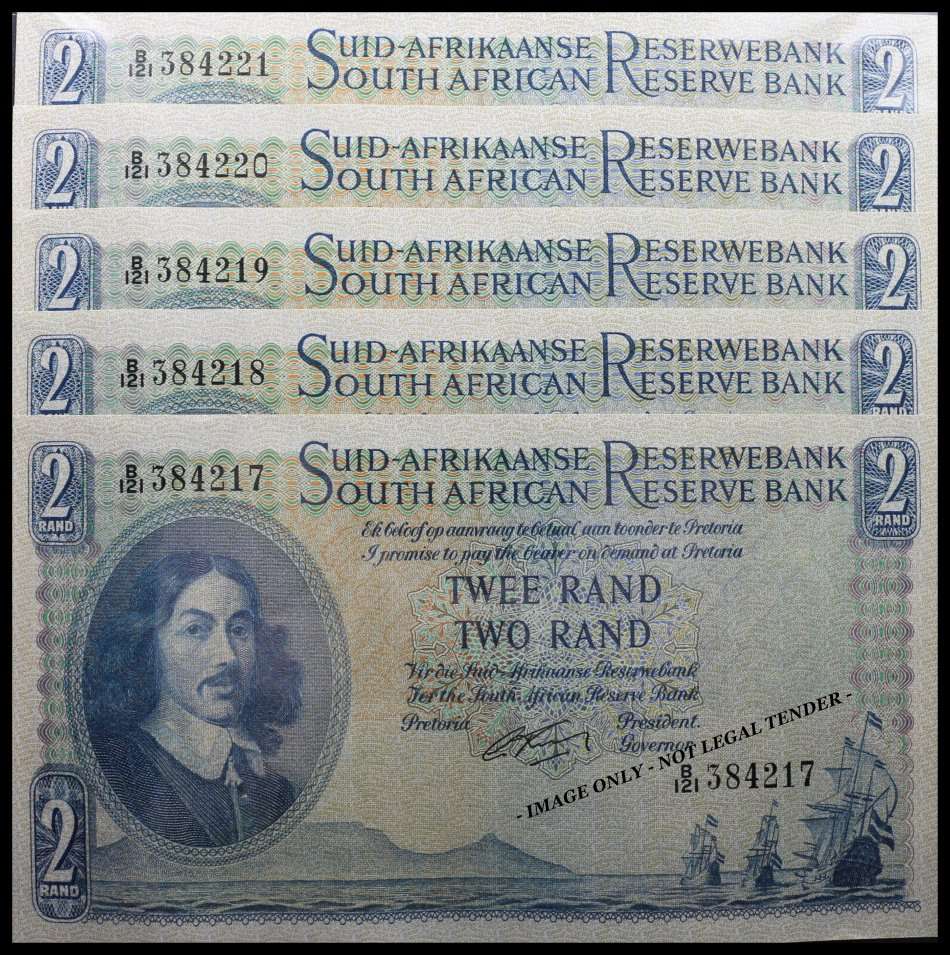 2 B/121 384221 SUID-AFRIKAANSE RESERVEBANK 2
SOUTH AFRICAN RESERVE BANK
2 B/121 384220 SUID-AFRIKAANSE RESERWEBANK 2
SOUTH AFRICAN RESERVE BANK
2 B/121 384219 SUID-AFRIKAANSE RESERWEBANK 2
SOUTH AFRICAN RESERVE BANK
2 B/121 384218 SUID-AFRIKAANSE RESERWEBANK 2
SOUTH AFRICAN RESERVE BANK
RAND
2 B/121 384217 SUID-AFRIKAANSE RESERWEBANK 2
RAND SOUTH AFRICAN RESERVE BANK RAND
Ek beloof op aanvraag te betaal aan toonder te Pretoria
I promise to pay the bearer on demand at Pretoria
TWEE RAND
TWO RAND
Vir die Suid-Afrikaanse Reserwebank
For the South African Reserve Bank
Pretoria President.
Governor.
- IMAGE ONLY - NOT LEGAL TENDER -
B/121 384217
2
RAND